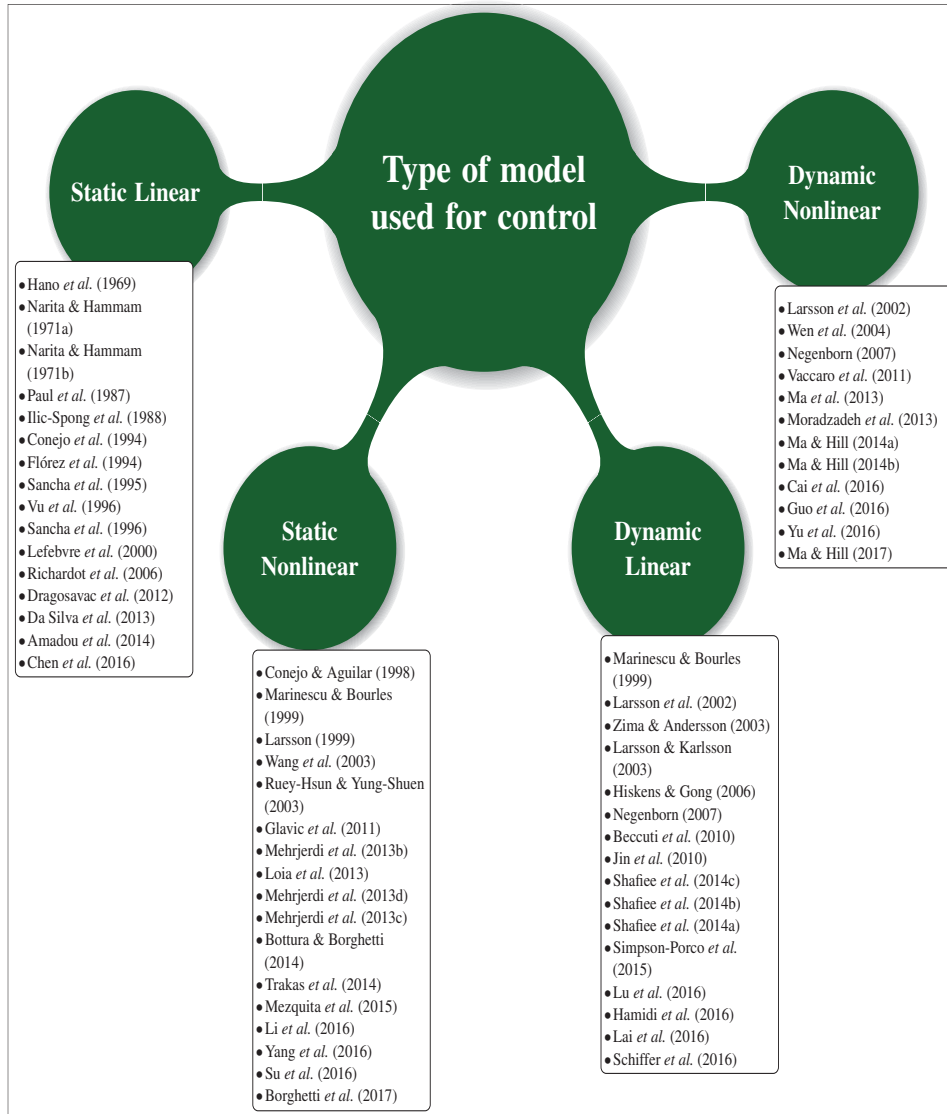 Type of model
used for control
Static Linear
●Hano et al. (1969)
●Narita & Hammam
(1971a)
●Narita & Hammam
(1971b)
●Paul et al. (1987)
●Ilic-Spong et al. (1988)
●Conejo et al. (1994)
●Flórez et al. (1994)
●Sancha et al. (1995)
●Vu et al. (1996)
●Sancha et al. (1996)
●Lefebvre et al. (2000)
●Richardot et al. (2006)
●Dragosavac et al. (2012)
●Da Silva et al. (2013)
●Amadou et al. (2014)
●Chen et al. (2016)
Static
Nonlinear
●Conejo & Aguilar (1998)
●Marinescu & Bourles
(1999)
●Larsson (1999)
●Wang et al. (2003)
●Ruey-Hsun & Yung-Shuen
(2003)
●Glavic et al. (2011)
●Mehrjerdi et al. (2013b)
●Loia et al. (2013)
●Mehrjerdi et al. (2013d)
●Mehrjerdi et al. (2013c)
●Bottura & Borghetti
(2014)
●Trakas et al. (2014)
●Mezquita et al. (2015)
●Li et al. (2016)
●Yang et al. (2016)
●Su et al. (2016)
●Borghetti et al. (2017)
Dynamic
Linear
●Marinescu & Bourles
(1999)
●Larsson et al. (2002)
●Zima & Andersson (2003)
●Larsson & Karlsson
(2003)
●Hiskens & Gong (2006)
●Negenborn (2007)
●Beccuti et al. (2010)
●Jin et al. (2010)
●Shafiee et al. (2014c)
●Shafiee et al. (2014b)
●Shafiee et al. (2014a)
●Simpson-Porco et al.
(2015)
●Lu et al. (2016)
●Hamidi et al. (2016)
●Lai et al. (2016)
●Schiffer et al. (2016)
Dynamic
Nonlinear
●Larsson et al. (2002)
●Wen et al. (2004)
●Negenborn (2007)
●Vaccaro et al. (2011)
●Ma et al. (2013)
●Moradzadeh et al. (2013)
●Ma & Hill (2014a)
●Ma & Hill (2014b)
●Cai et al. (2016)
●Guo et al. (2016)
●Yu et al. (2016)
●Ma & Hill (2017)